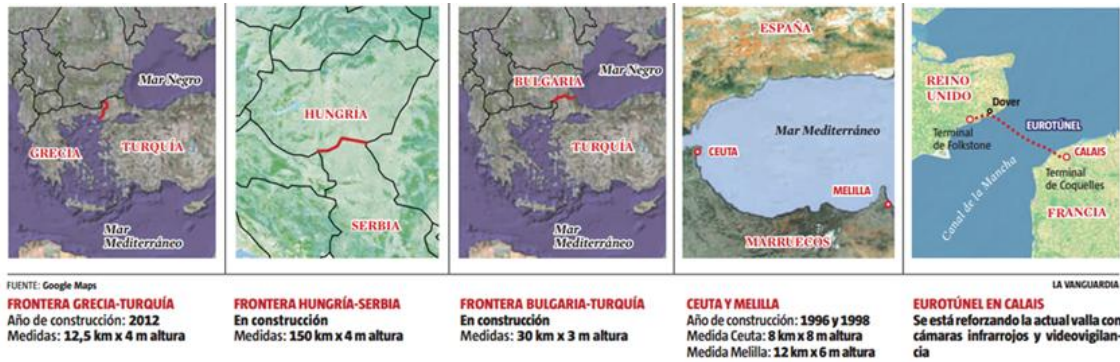 Mar Negro
GRECIA
TURQUÍA
Mar
Mediterráneo
HUNGRÍA
SERBIA
Mar Negro
BULGARIA
TURQUÍA
Mar
Mediterráneo
ESPAÑA
Mar Mediterráneo
CEUTA
MELILLA
MARRUECOS
REINO
UNIDO
Dover
EUROTÚNEL
Terminal
de Folkstone
CALAIS
Terminal
de Coquelles
Canal de la Mancha
FRANCIA
FUENTE: Google Maps
LA VANGUARDIA
FRONTERA GRECIA-TURQUÍA
Año de construcción: 2012
Medidas: 12,5 km x 4 m altura
FRONTERA HUNGRÍA-SERBIA
En construcción
Medidas: 150 km x 4 m altura
FRONTERA BULGARIA-TURQUÍA
En construcción
Medidas: 30 km x 3 m altura
CEUTA Y MELILLA
Año de construcción: 1996 y 1998
Medida Ceuta: 8 km x 8 m altura
Medida Melilla: 12 km x 6 m altura
EUROTÚNEL EN CALAIS
Se está reforzando la actual valla con
cámaras infrarrojos y videovigilan-
cia